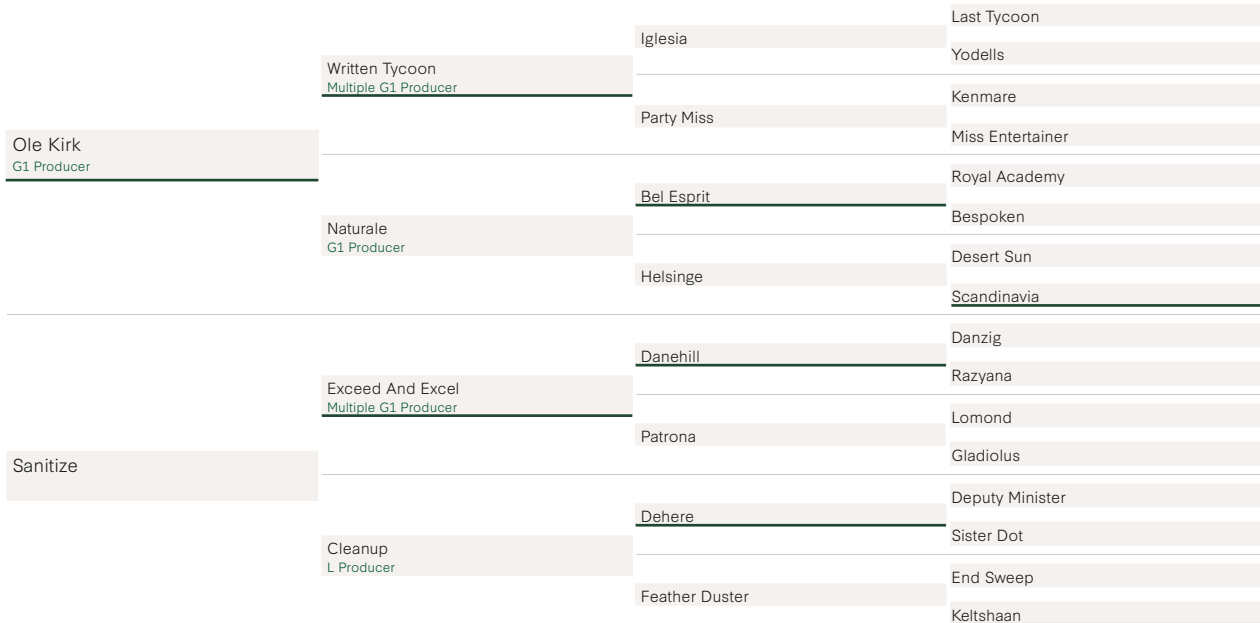 Ole Kirk
G1 Producer
Sanitize
Written Tycoon
Multiple G1 Producer
Naturale
G1 Producer
Exceed And Excel
Multiple G1 Producer
Cleanup
L Producer
Iglesia
Party Miss
Bel Esprit
Helsinge
Danehill
Patrona
Dehere
Feather Duster
Last Tycoon
Yodells
Kenmare
Miss Entertainer
Royal Academy
Bespoken
Desert Sun
Scandinavia
Danzig
Razyana
Lomond
Gladiolus
Deputy Minister
Sister Dot
End Sweep
Keltshaan